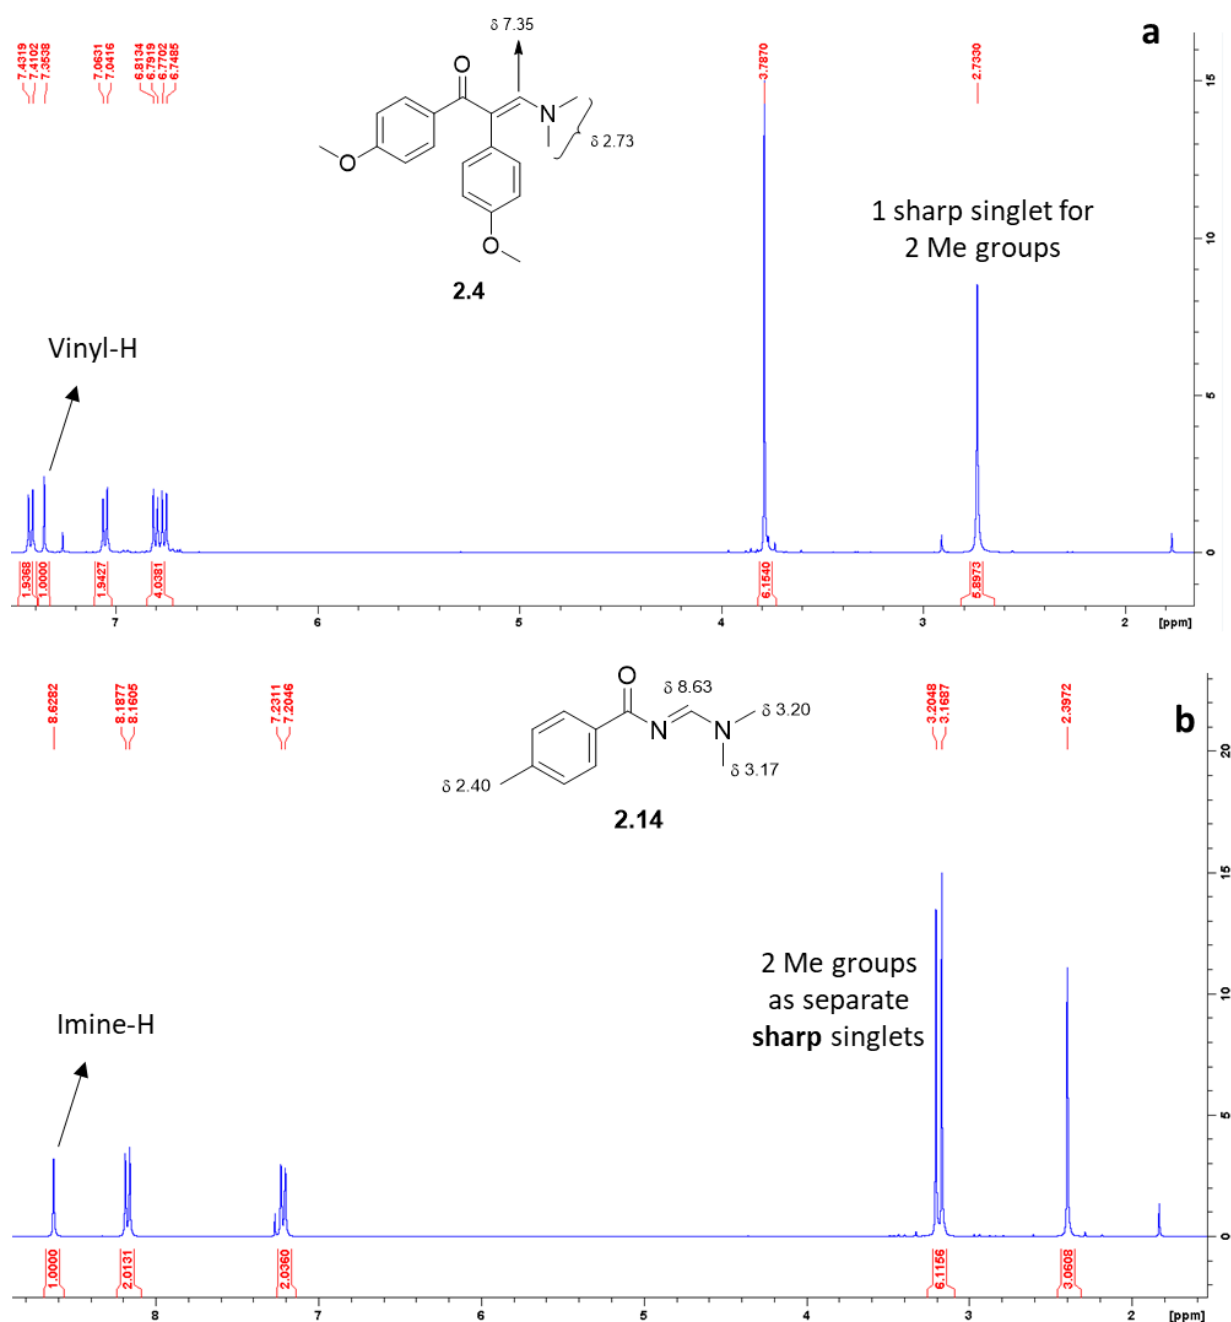 a
7.4319
7.4102
7.3538
7.0631
7.0416
6.8134
6.7919
6.7702
6.7485
3.7870
2.7330
δ 7.35
O
N
δ 2.73
O
O
2.4
Vinyl-H
1 sharp singlet for
2 Me groups
15
10
5
0
1.9368
1.0000
1.9427
4.0381
6.1540
5.8973
7
6
5
4
3
2
[ppm]
b
8.6282
8.1877
8.1605
7.2311
7.2046
3.2048
3.1687
2.3972
O
δ 8.63
N
N
δ 3.20
δ 3.17
δ 2.40
2.14
Imine-H
2 Me groups
as separate
sharp singlets
20
15
10
5
0
1.0000
2.0131
2.0360
6.1156
3.0608
8
7
6
5
4
3
2
[ppm]